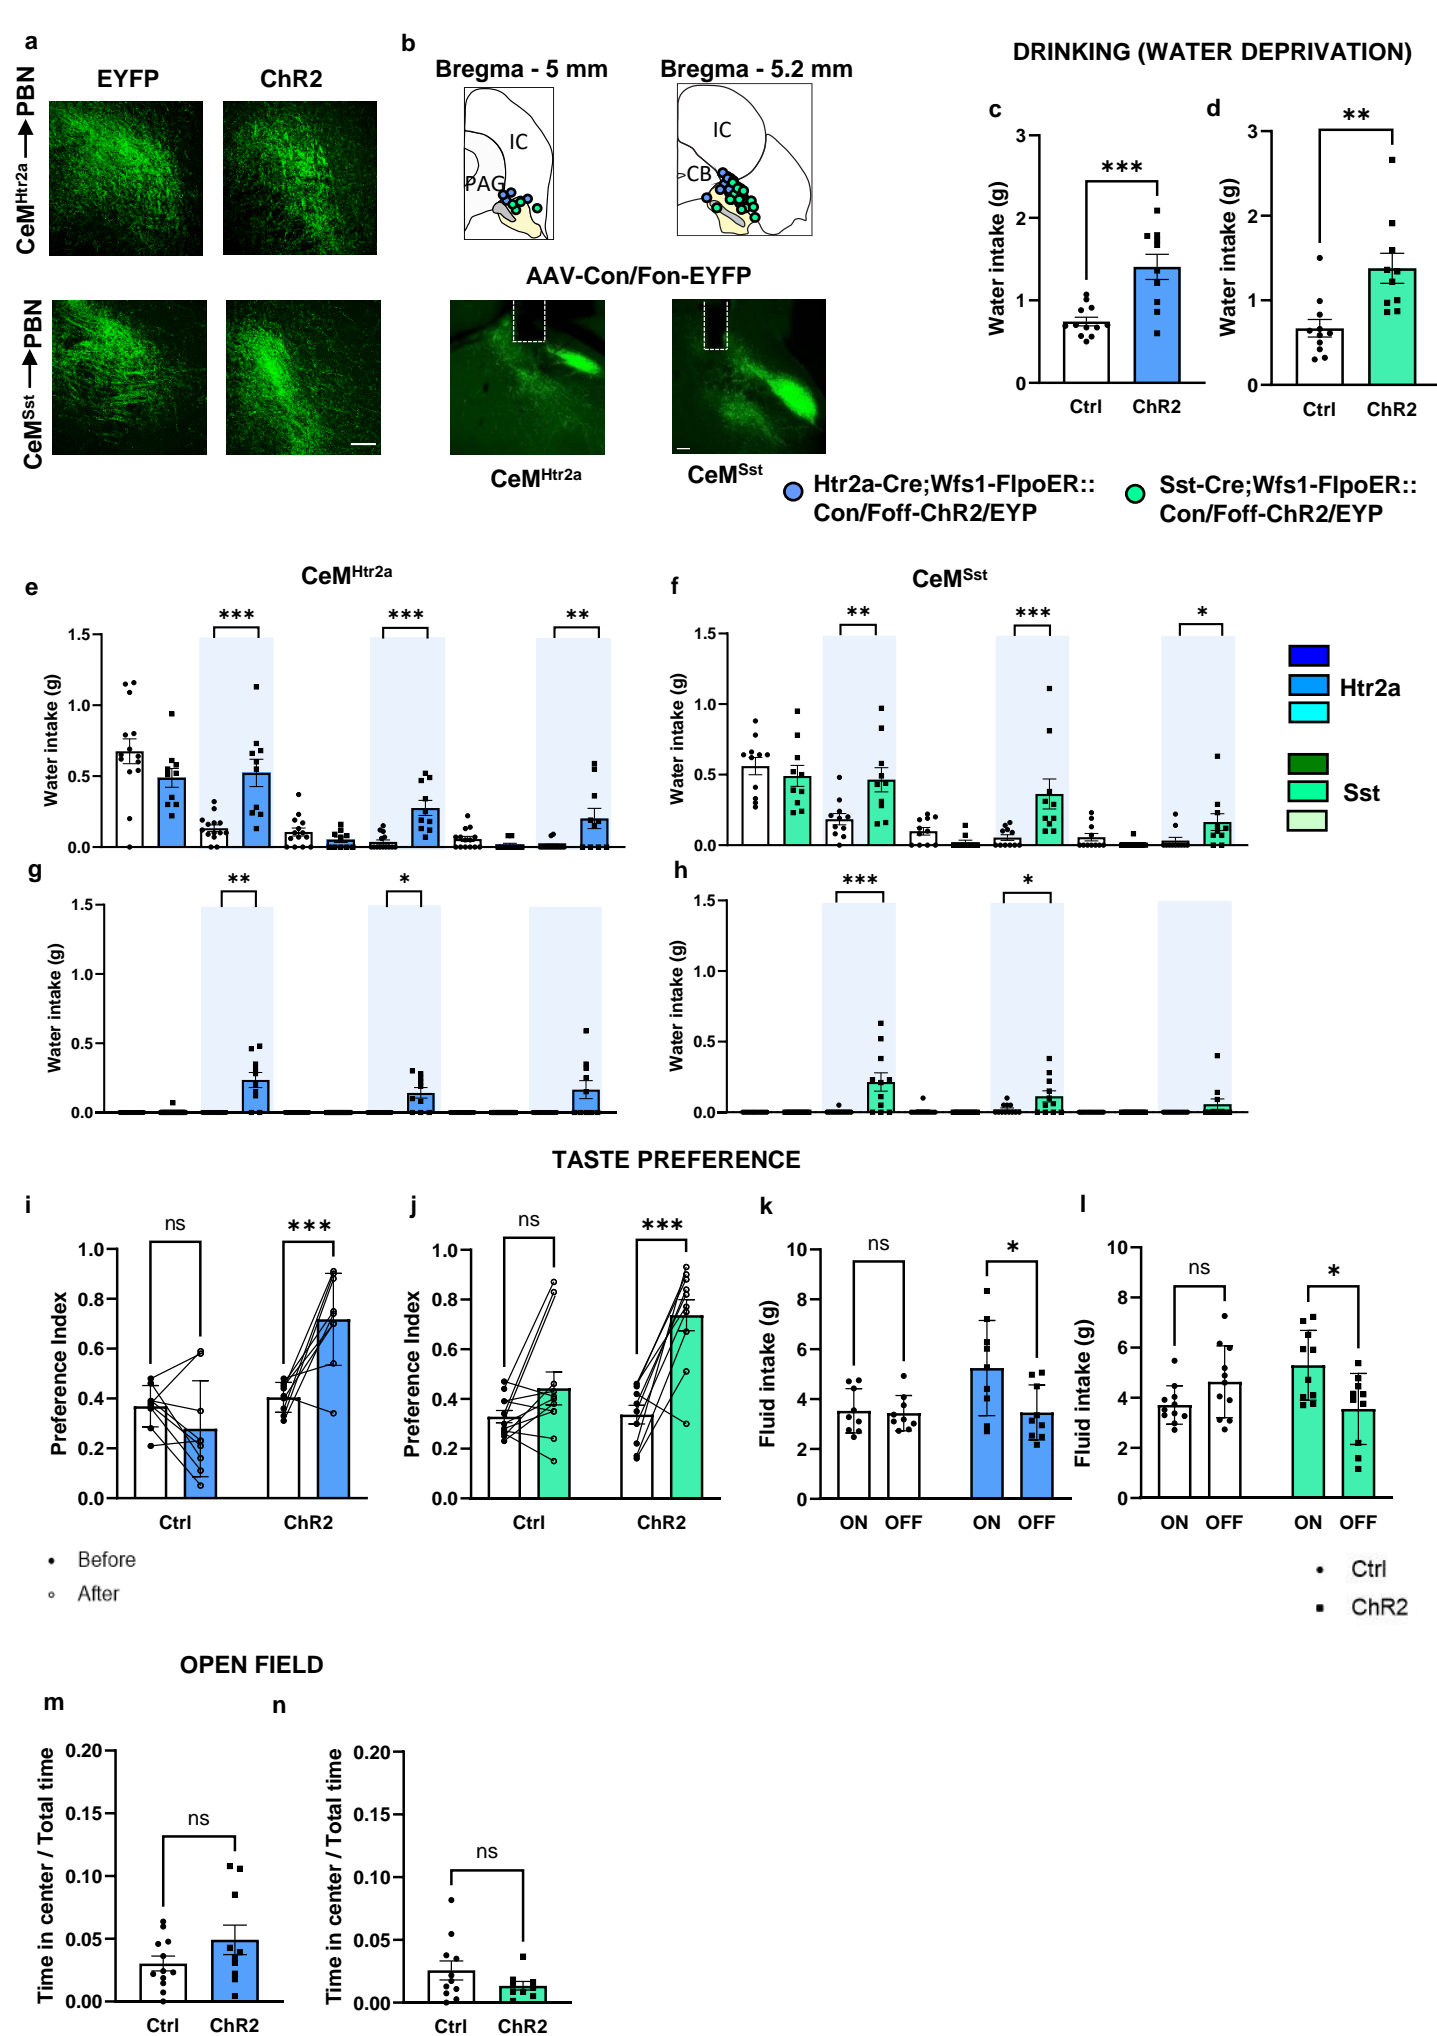 a
EYFP
ChR2
CeMHtr2a → PBN
CeMSst → PBN
b
Bregma - 5 mm
Bregma - 5.2 mm
IC
PAG
IC
CB
AAV-Con/Fon-EYFP
CeMHtr2a
CeMSst
DRINKING (WATER DEPRIVATION)
c
Water intake (g)
3
2
1
0
***
Ctrl
ChR2
d
Water intake (g)
3
2
1
0
**
Ctrl
ChR2
Htr2a-Cre;Wfs1-FlpoER::
Con/Foff-ChR2/EYP
Sst-Cre;Wfs1-FlpoER::
Con/Foff-ChR2/EYP
e
CeMHtr2a
Water intake (g)
1.5
1.0
0.5
0.0
***
***
**
f
CeMSst
Water intake (g)
1.5
1.0
0.5
0.0
**
***
*
Htr2a
Sst
g
Water intake (g)
1.5
1.0
0.5
0.0
**
*
h
Water intake (g)
1.5
1.0
0.5
0.0
***
*
TASTE PREFERENCE
i
Preference Index
1.0
0.8
0.6
0.4
0.2
0.0
ns
***
Ctrl
ChR2
Before
After
j
Preference Index
1.0
0.8
0.6
0.4
0.2
0.0
ns
***
Ctrl
ChR2
k
Fluid intake (g)
10
8
6
4
2
0
ns
*
ON OFF
ON OFF
l
Fluid intake (g)
10
8
6
4
2
0
ns
*
ON OFF
ON OFF
Ctrl
ChR2
OPEN FIELD
m
Time in center / Total time
0.20
0.15
0.10
0.05
0.00
ns
Ctrl
ChR2
n
Time in center / Total time
0.20
0.15
0.10
0.05
0.00
ns
Ctrl
ChR2